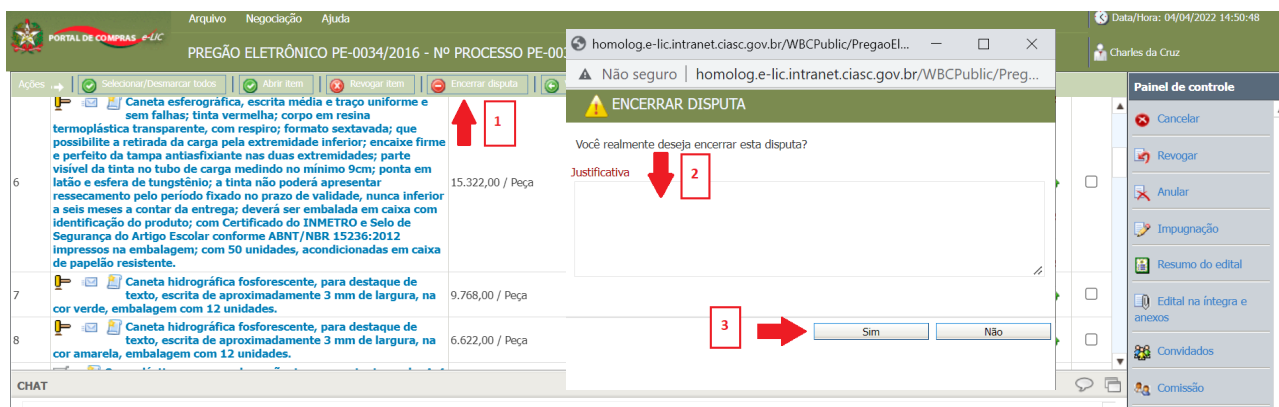 Arquivo Negociação Ajuda
Data/Hora: 04/04/2022 14:50:48
PORTAL DE COMPRAS e-LIC
PREGÃO ELETRÔNICO PE-0034/2016 - Nº PROCESSO PE-003
Charles da Cruz
Ações
Selecionar/Desmarcar todos
Abrir item
Revogar item
Encerrar disputa
Caneta esferográfica, escrita média e traço uniforme e
sem falhas; tinta vermelha; corpo em resina
termoplástica transparente, com respiro; formato sextavada; que
possibilite a retirada da carga pela extremidade inferior; encaixe firme
e perfeito da tampa antiasfixiante nas duas extremidades; parte
visível da tinta no tubo de carga medindo no mínimo 9cm; ponta em
6 latão e esfera de tungstênio; a tinta não poderá apresentar 15.322,00 / Peça
ressecamento pelo período fixado no prazo de validade, nunca inferior
a seis meses a contar da entrega; deverá ser embalada em caixa com
identificação do produto; com Certificado do INMETRO e Selo de
Segurança do Artigo Escolar conforme ABNT/NBR 15236:2012
impressos na embalagem; com 50 unidades, acondicionadas em caixa
de papelão resistente.
Caneta hidrográfica fosforescente, para destaque de
7 texto, escrita de aproximadamente 3 mm de largura, na 9.768,00 / Peça
cor verde, embalagem com 12 unidades.
Caneta hidrográfica fosforescente, para destaque de
8 texto, escrita de aproximadamente 3 mm de largura, na 6.622,00 / Peça
cor amarela, embalagem com 12 unidades.
CHAT
1
homolog.e-lic.intranet.ciasc.gov.br/WBCPublic/PregaoEl...
Não seguro | homolog.e-lic.intranet.ciasc.gov.br/WBCPublic/Preg...
ENCERRAR DISPUTA
Você realmente deseja encerrar esta disputa?
Justificativa
2
3
Sim
Não
Painel de controle
Cancelar
Revogar
Anular
Impugnação
Resumo do edital
Edital na íntegra e
anexos
Convidados
Comissão